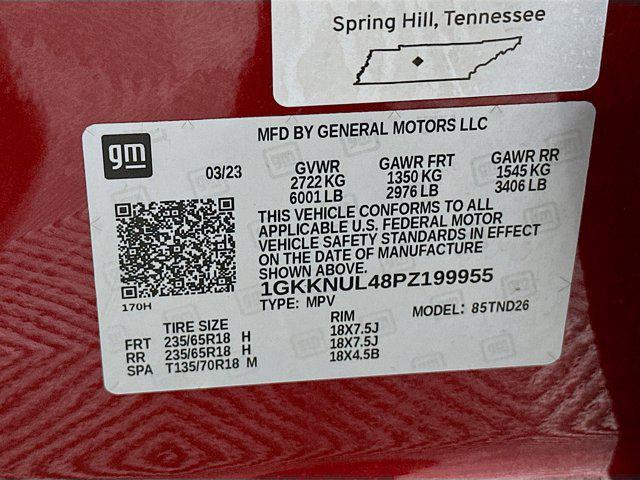 Spring Hill, Tennessee
gm
MFD BY GENERAL MOTORS LLC
03/23
GVWR GAWR FRT GAWR RR
2722 KG 1350 KG 1545 KG
6001 LB 2976 LB 3406 LB
THIS VEHICLE CONFORMS TO ALL
APPLICABLE U.S. FEDERAL MOTOR
VEHICLE SAFETY STANDARDS IN EFFECT
ON THE DATE OF MANUFACTURE
SHOWN ABOVE.
170H
1GKKNUL48PZ199955
TYPE: MPV MODEL: 85TND26
TIRE SIZE RIM
FRT 235/65R18 H 18X7.5J
RR 235/65R18 H 18X7.5J
SPA T135/70R18 M 18X4.5B